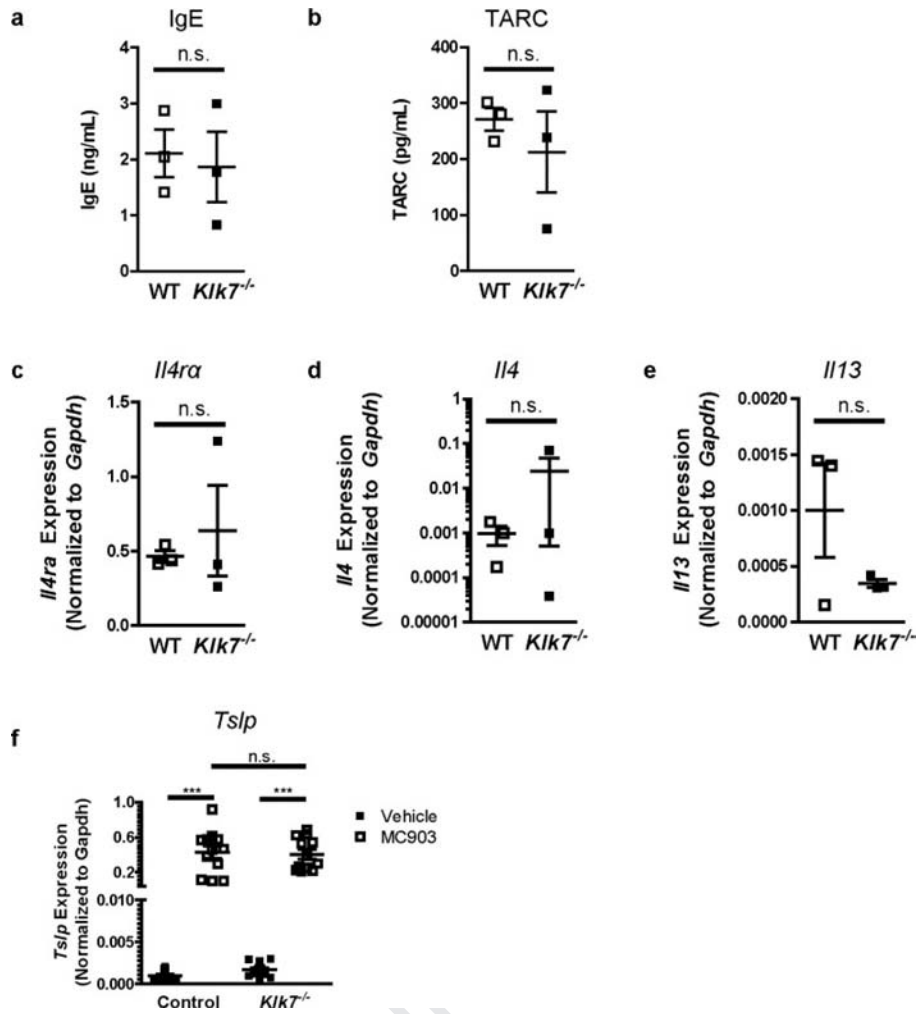 a
IgE
n.s.
IgE (ng/mL)
4
3
2
1
0
WT Klk7-/-
b
TARC
n.s.
TARC (pg/mL)
400
300
200
100
0
WT Klk7-/-
c
Il4rα
n.s.
Il4ra Expression
(Normalized to Gapdh)
1.5
1.0
0.5
0.0
WT Klk7-/-
d
Il4
n.s.
Il4 Expression
(Normalized to Gapdh)
1
0.1
0.01
0.001
0.0001
0.00001
WT Klk7-/-
e
Il13
n.s.
Il13 Expression
(Normalized to Gapdh)
0.0020
0.0015
0.0010
0.0005
0.0000
WT Klk7-/-
f
Tslp
n.s.
*** ***
Tslp Expression
(Normalized to Gapdh)
1.0
0.6
0.2
0.010
0.005
0.000
Control Klk7-/-
Vehicle
MC903